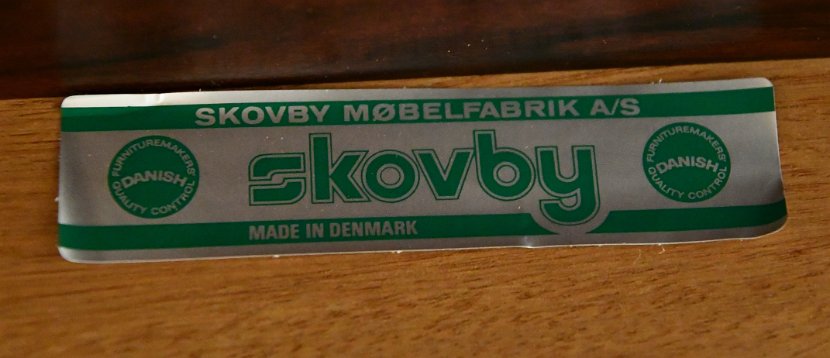 SKOVBY MØBELFABRIK A/S
FURNITUREMAKERS'
DANISH
QUALITY CONTROL
skovby
FURNITUREMAKERS'
DANISH
QUALITY CONTROL
MADE IN DENMARK